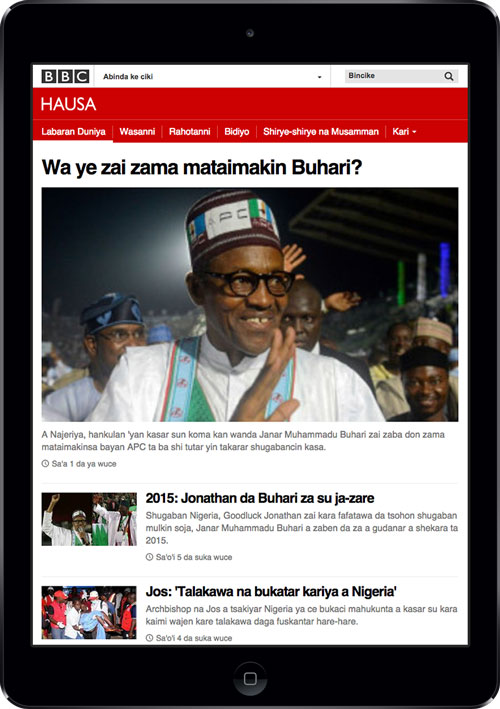 BBC
Abinda ke ciki
Bincike
HAUSA
Labaran Duniya
Wasanni
Rahotanni
Bidiyo
Shirye-shirye na Musamman
Kari
Wa ye zai zama mataimakin Buhari?
APC
A Najeriya, hankulan 'yan kasar sun koma kan wanda Janar Muhammadu Buhari zai zaba don zama
mataimakinsa bayan APC ta ba shi tutar yin takarar shugabancin kasa.
Sa'a 1 da ya wuce
2015: Jonathan da Buhari za su ja-zare
Shugaban Nigeria, Goodluck Jonathan zai kara fafatawa da tsohon shugaban
mulkin soja, Janar Muhammadu Buhari a zaben da za a gudanar a shekara ta
2015.
Sa'o'i 5 da suka wuce
Jos: 'Talakawa na bukatar kariya a Nigeria'
Archbishop na Jos a tsakiyar Nigeria ya ce bukaci mahukunta a kasar su kara
kaimi wajen kare talakawa daga fuskantar hare-hare.
Sa'o'i 4 da suka wuce